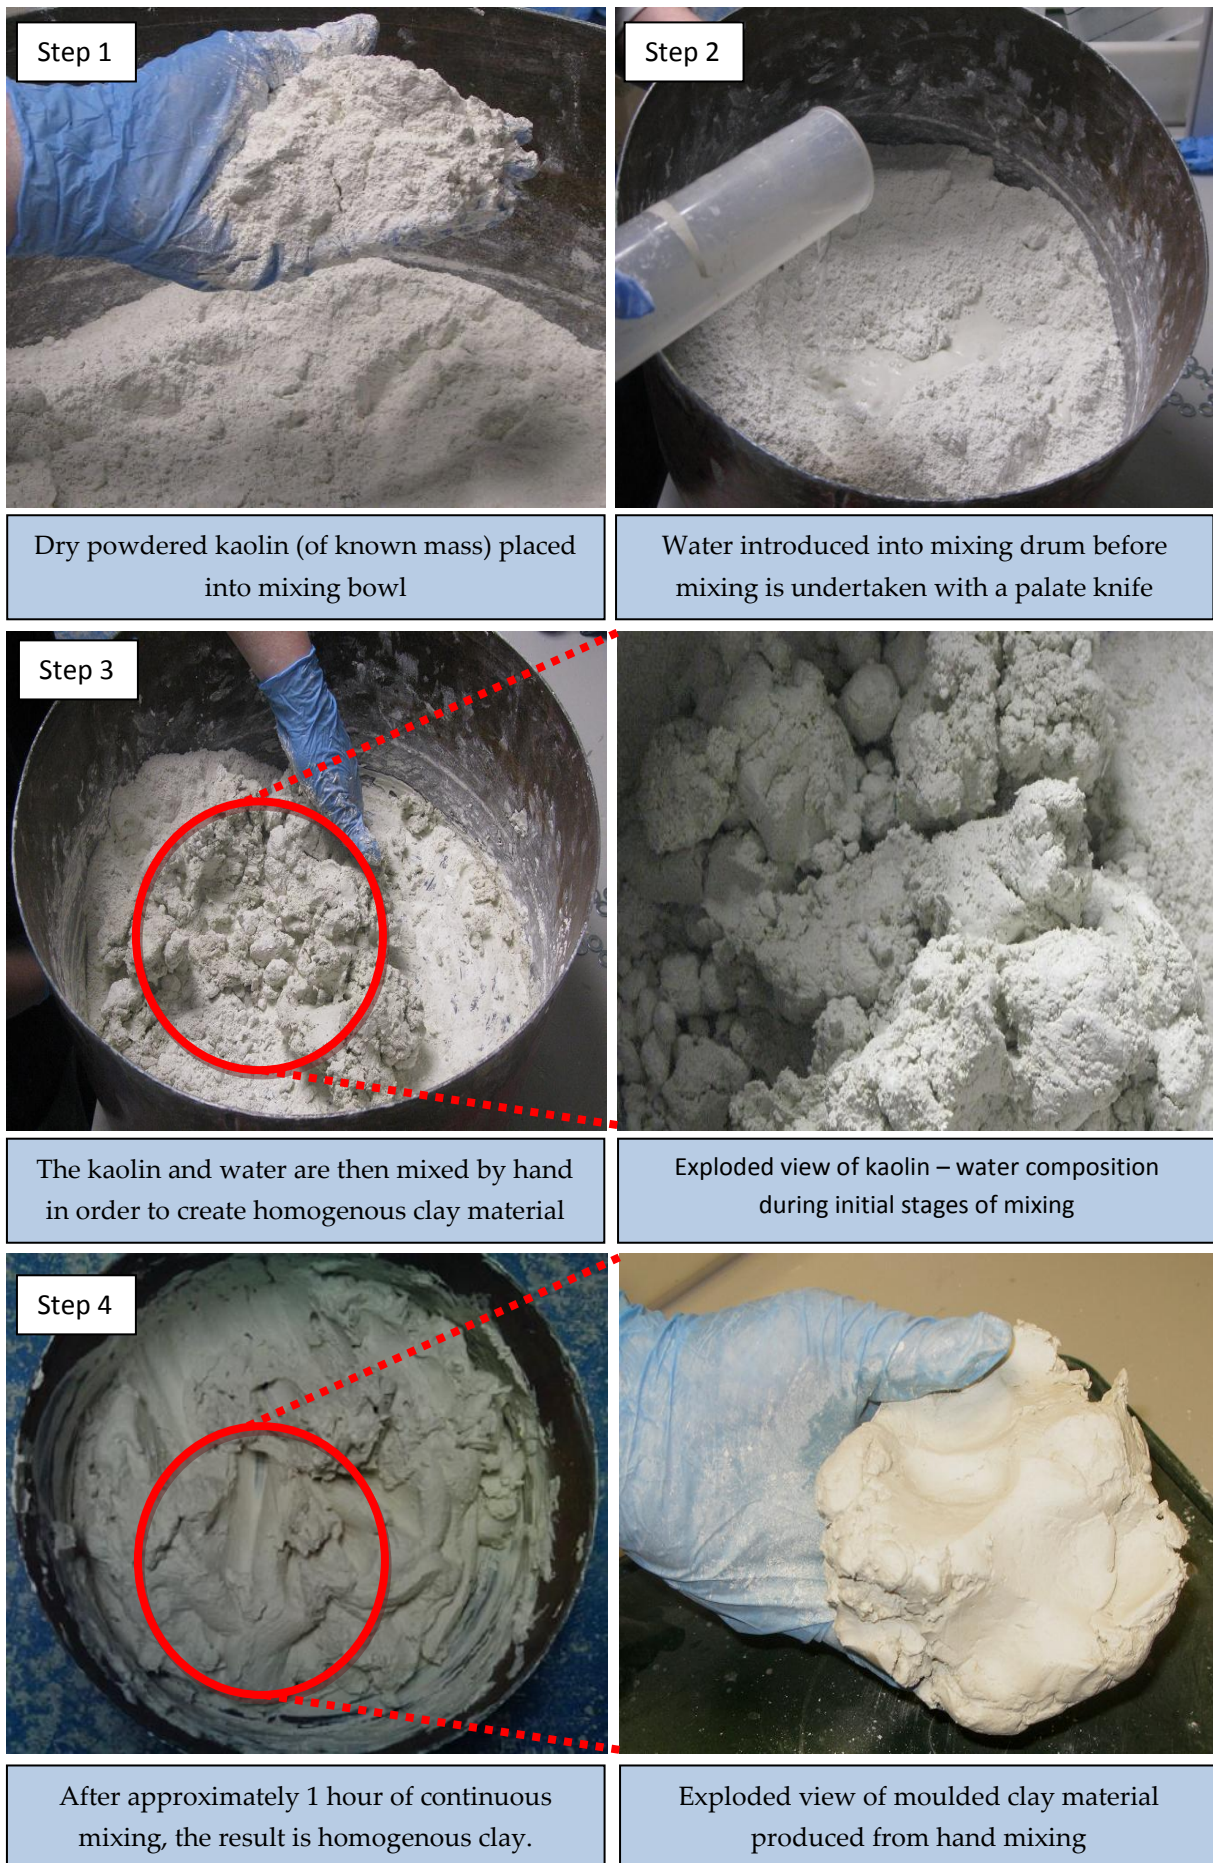 Step 1
Step 2
Dry powdered kaolin (of known mass) placed
into mixing bowl
Water introduced into mixing drum before
mixing is undertaken with a palate knife
Step 3
The kaolin and water are then mixed by hand
in order to create homogenous clay material
Exploded view of kaolin – water composition
during initial stages of mixing
Step 4
After approximately 1 hour of continuous
mixing, the result is homogenous clay.
Exploded view of moulded clay material
produced from hand mixing